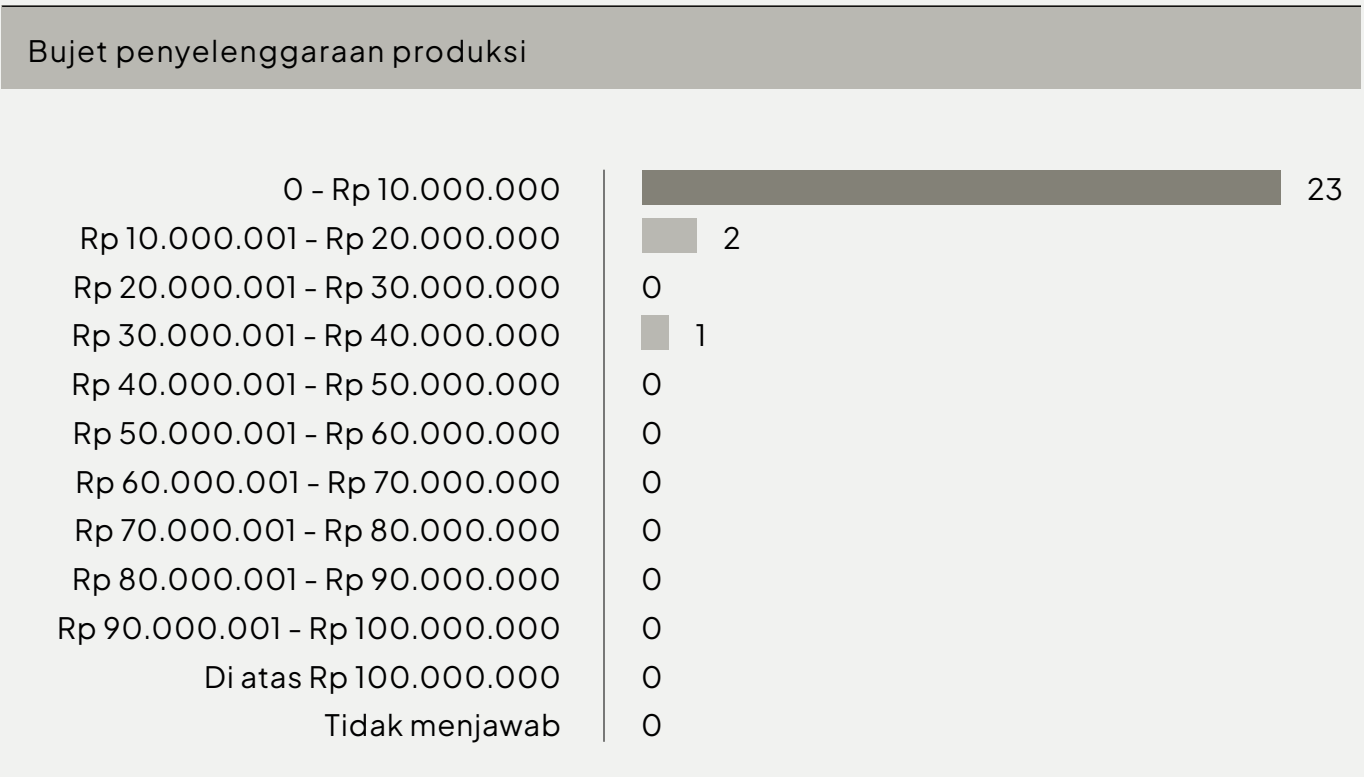 Bujet penyelenggaraan produksi
0 - Rp 10.000.000 23
Rp 10.000.001 - Rp 20.000.000 2
Rp 20.000.001 - Rp 30.000.000 0
Rp 30.000.001 - Rp 40.000.000 1
Rp 40.000.001 - Rp 50.000.000 0
Rp 50.000.001 - Rp 60.000.000 0
Rp 60.000.001 - Rp 70.000.000 0
Rp 70.000.001 - Rp 80.000.000 0
Rp 80.000.001 - Rp 90.000.000 0
Rp 90.000.001 - Rp 100.000.000 0
Di atas Rp 100.000.000 0
Tidak menjawab 0